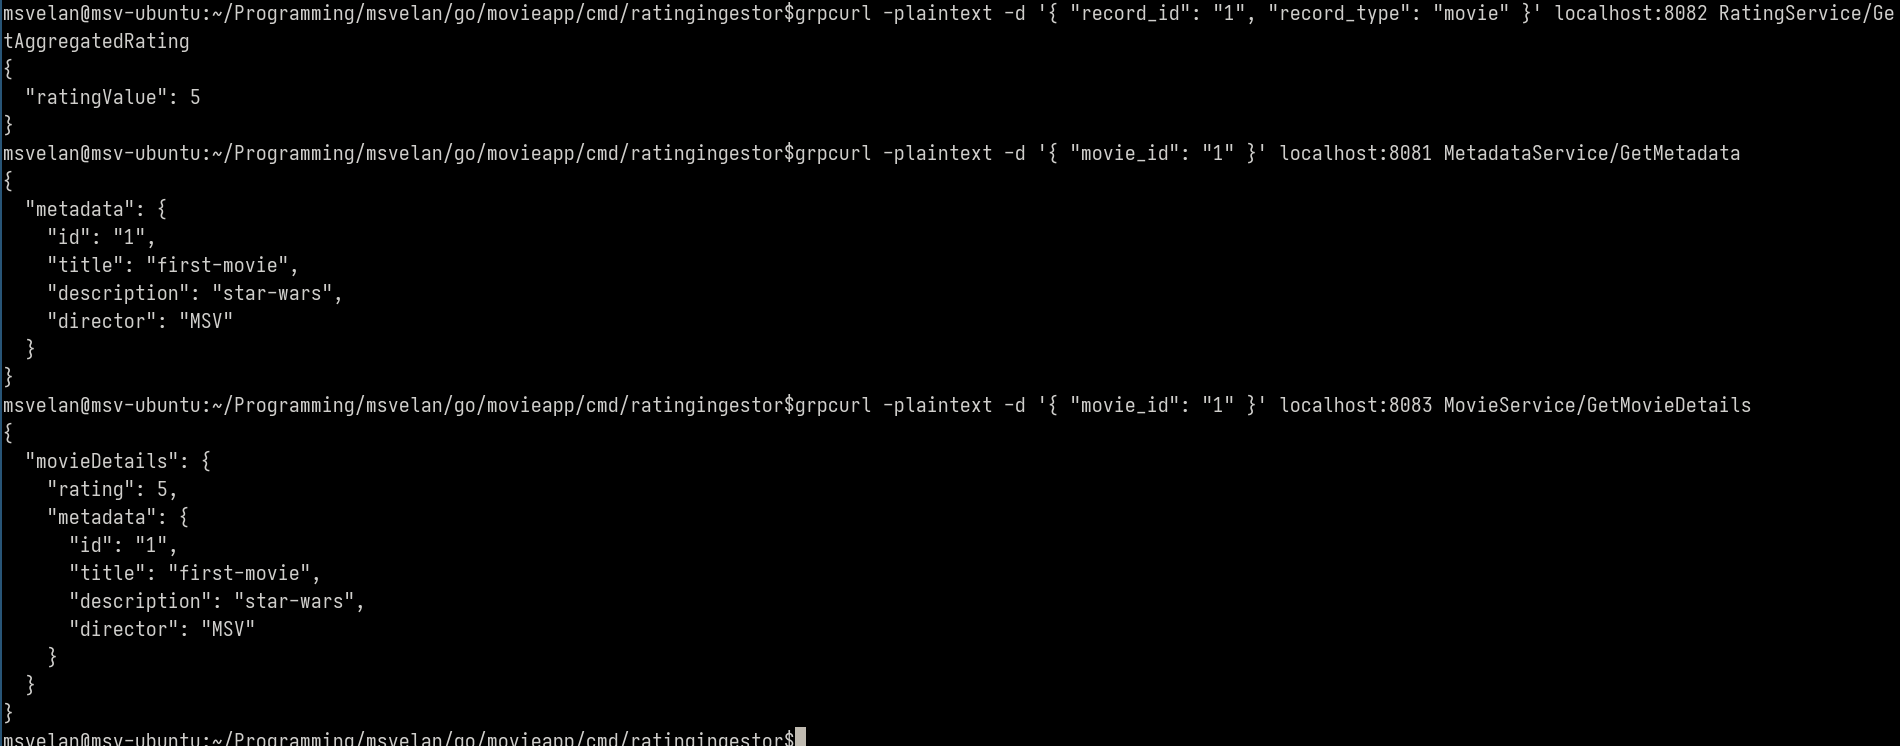 msvelan@msv-ubuntu:~/Programming/msvelan/go/movieapp/cmd/ratingingestor$grpcurl -plaintext -d '{ "record_id": "1", "record_type": "movie" }' localhost:8082 RatingService/Ge
tAggregatedRating
{
  "ratingValue": 5
}
msvelan@msv-ubuntu:~/Programming/msvelan/go/movieapp/cmd/ratingingestor$grpcurl -plaintext -d '{ "movie_id": "1" }' localhost:8081 MetadataService/GetMetadata
{
  "metadata": {
    "id": "1",
    "title": "first-movie",
    "description": "star-wars",
    "director": "MSV"
  }
}
msvelan@msv-ubuntu:~/Programming/msvelan/go/movieapp/cmd/ratingingestor$grpcurl -plaintext -d '{ "movie_id": "1" }' localhost:8083 MovieService/GetMovieDetails
{
  "movieDetails": {
    "rating": 5,
    "metadata": {
      "id": "1",
      "title": "first-movie",
      "description": "star-wars",
      "director": "MSV"
    }
  }
}
msvelan@msv-ubuntu:~/Programming/msvelan/go/movieapp/cmd/ratingingestor$